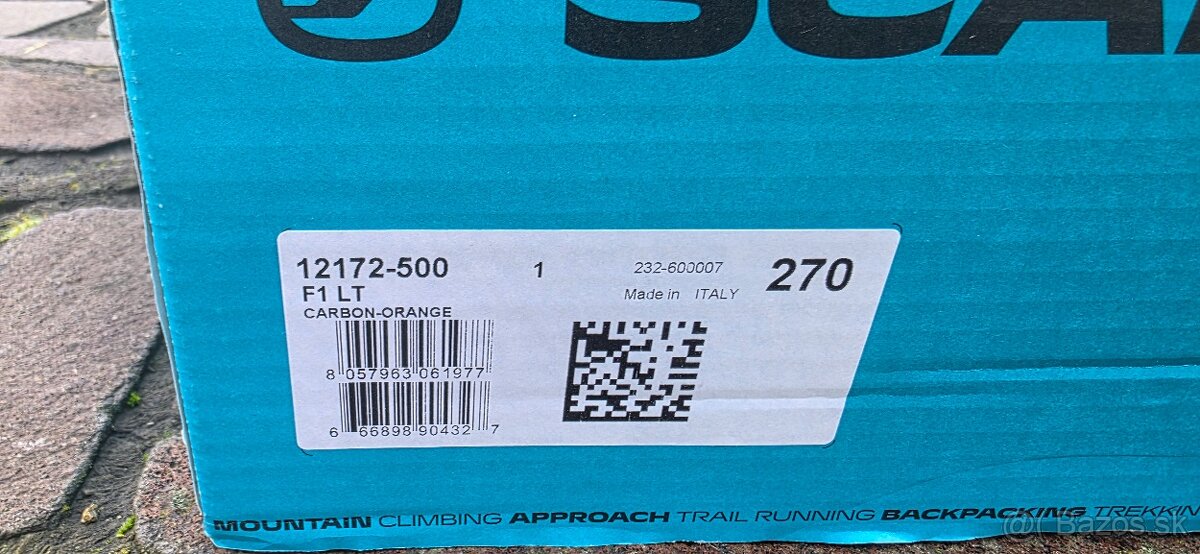 SCA
12172-500 1 232-600007 270
F1 LT Made in ITALY
CARBON-ORANGE
8 057963 061977
6 66898 90432 7
MOUNTAIN CLIMBING APPROACH TRAIL RUNNING BACKPACKING TREKKIN
Bazos.sk